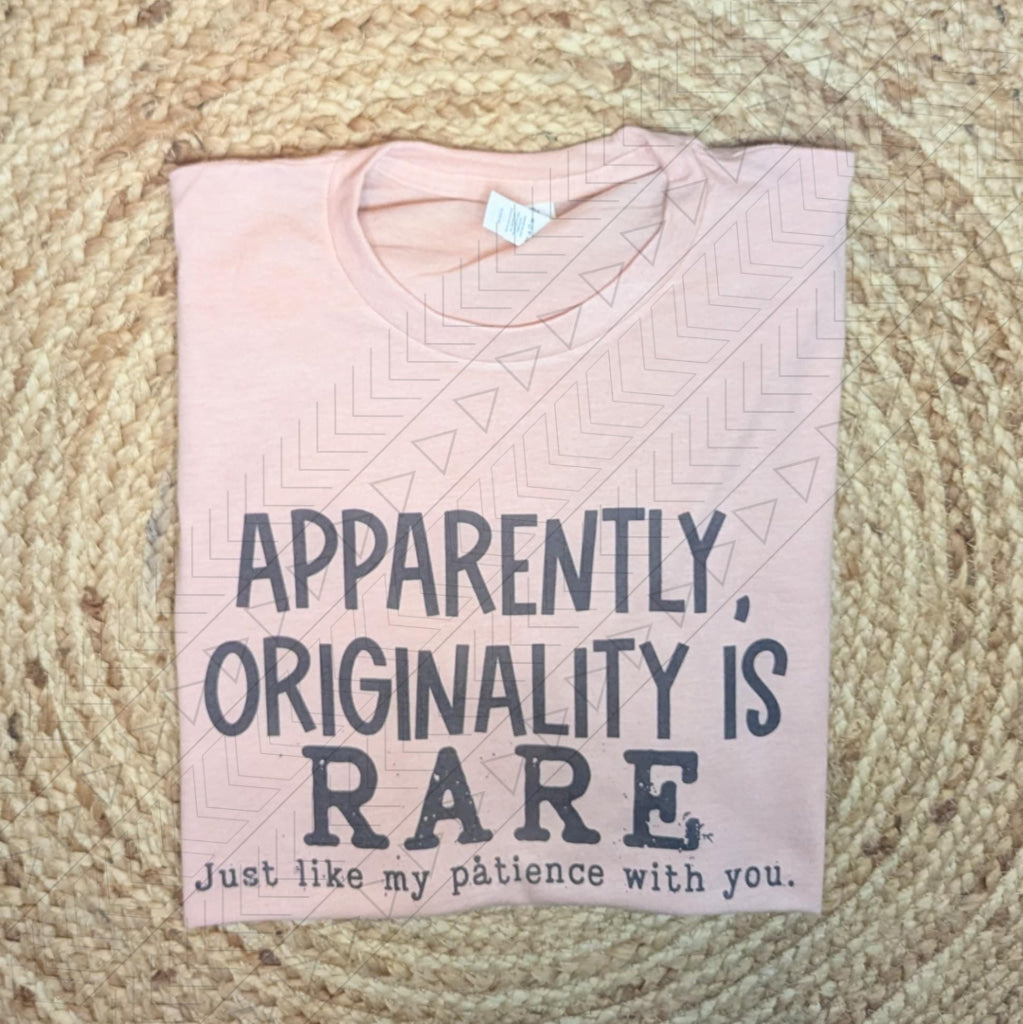 APPARENTLY,
ORIGINALITY IS
RARE
Just like my patience with you.